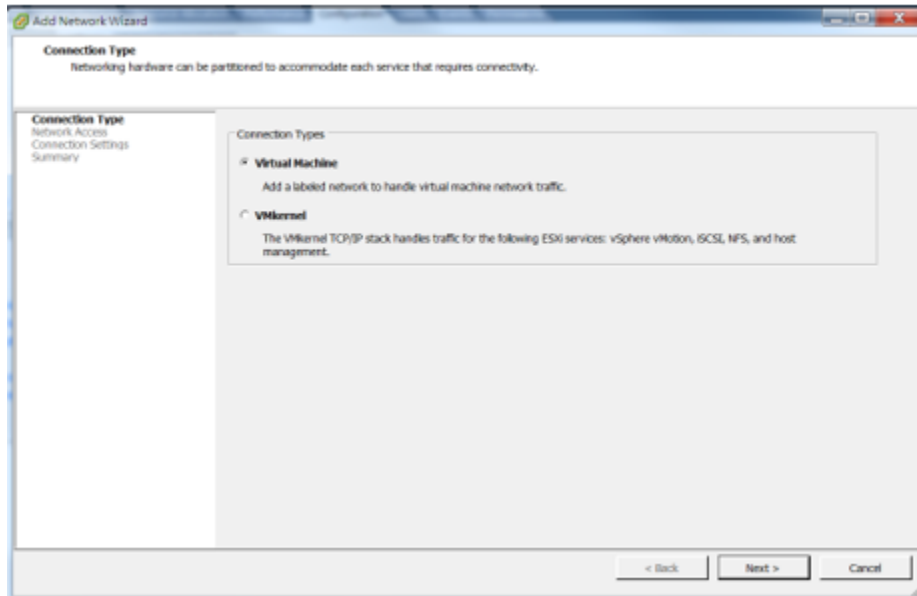 Configuration
Add Network Wizard
Connection Type
Networking hardware can be partitioned to accommodate each service that requires connectivity.
Connection Type
Network Access
Connection Settings
Summary
Connection Types
Virtual Machine
Add a labeled network to handle virtual machine network traffic.
VMkernel
The VMkernel TCP/IP stack handles traffic for the following ESXi services: vSphere vMotion, iSCSI, NFS, and host
management.
< Back
Next >
Cancel